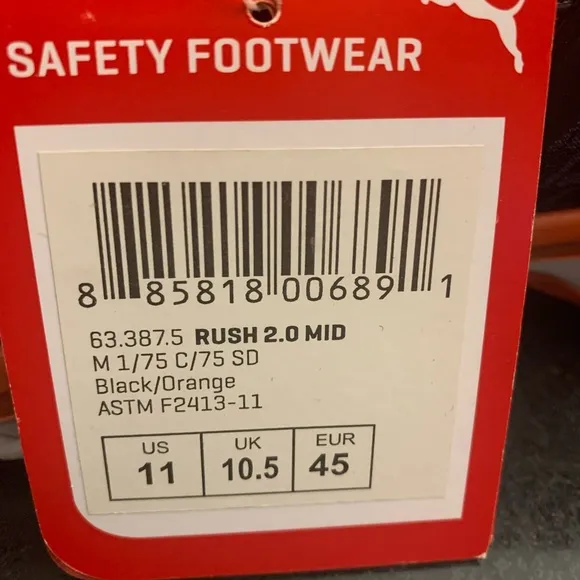 SAFETY FOOTWEAR
8 85818 00689 1
63.387.5 RUSH 2.0 MID
M 1/75 C/75 SD
Black/Orange
ASTM F2413-11
US UK EUR
11 10.5 45